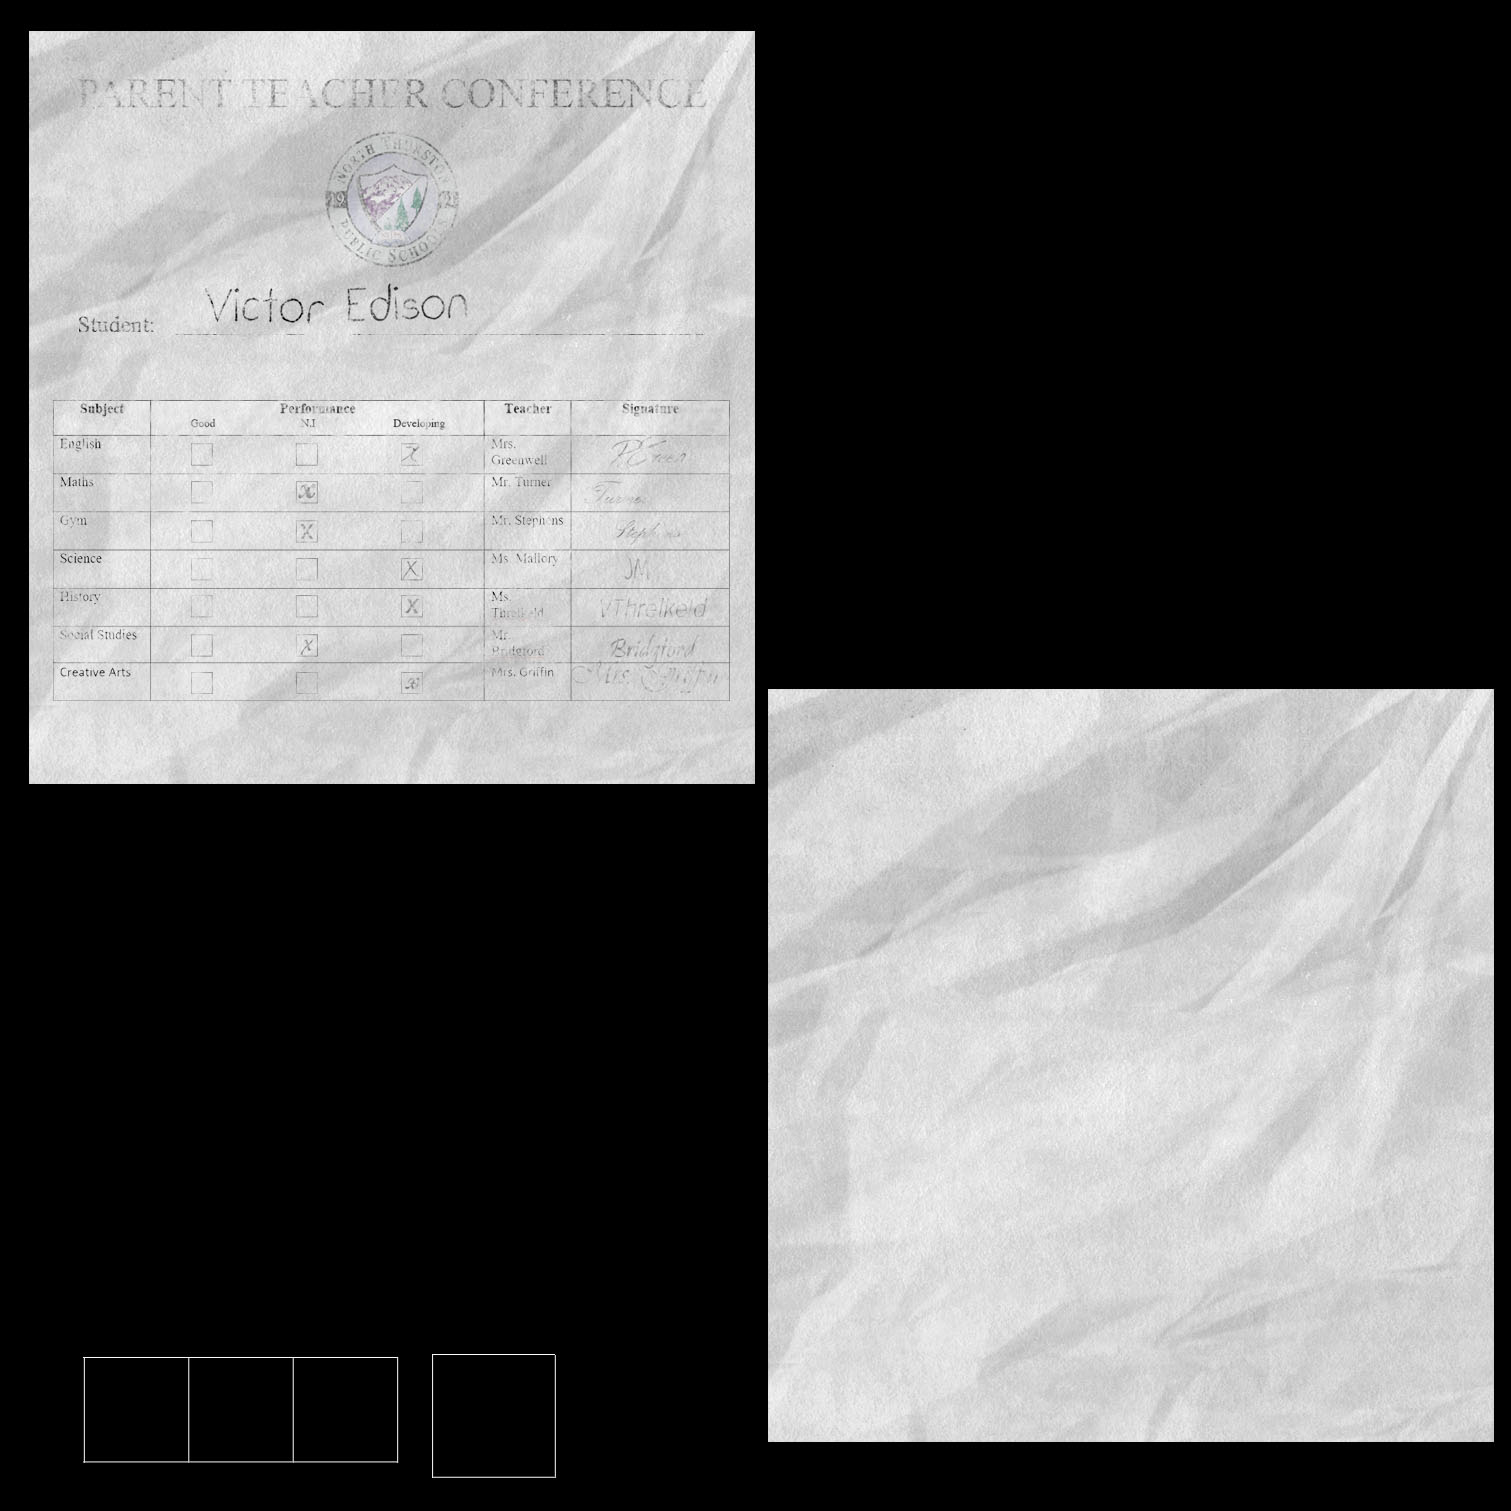 PARENT TEACHER CONFERENCE
NORTH THURSTON
PUBLIC SCHOOLS
Student: Victor Edison
Subject Performance Teacher Signature
Good N.I Developing
English X Mrs. Greenwell PGreen
Maths X Mr. Turner Turner
Gym X Mr. Stephens Stephens
Science X Ms. Mallory JM
History X Ms. Threlkeld VThrelkeld
Social Studies X Mr. Bridgford Bridgford
Creative Arts X Mrs. Griffin Mrs. Griffin